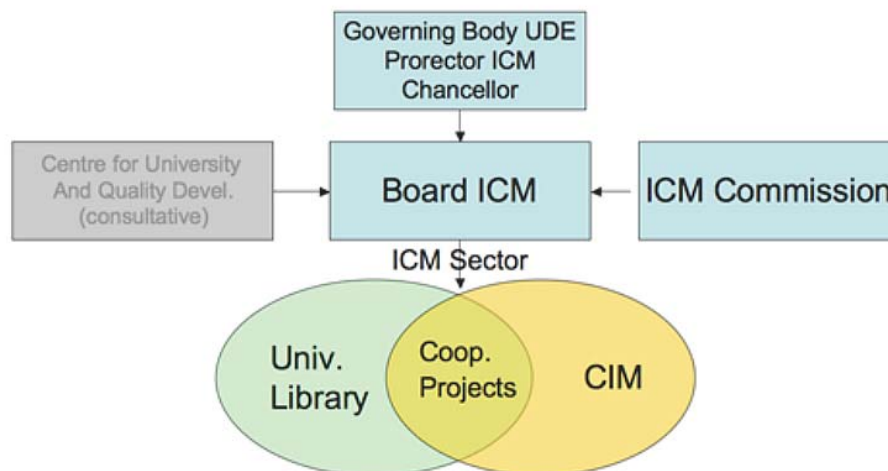 Governing Body UDE
Prorector ICM
Chancellor
Centre for University
And Quality Devel.
(consultative)
Board ICM
ICM Commission
ICM Sector
Univ.
Library
Coop.
Projects
CIM